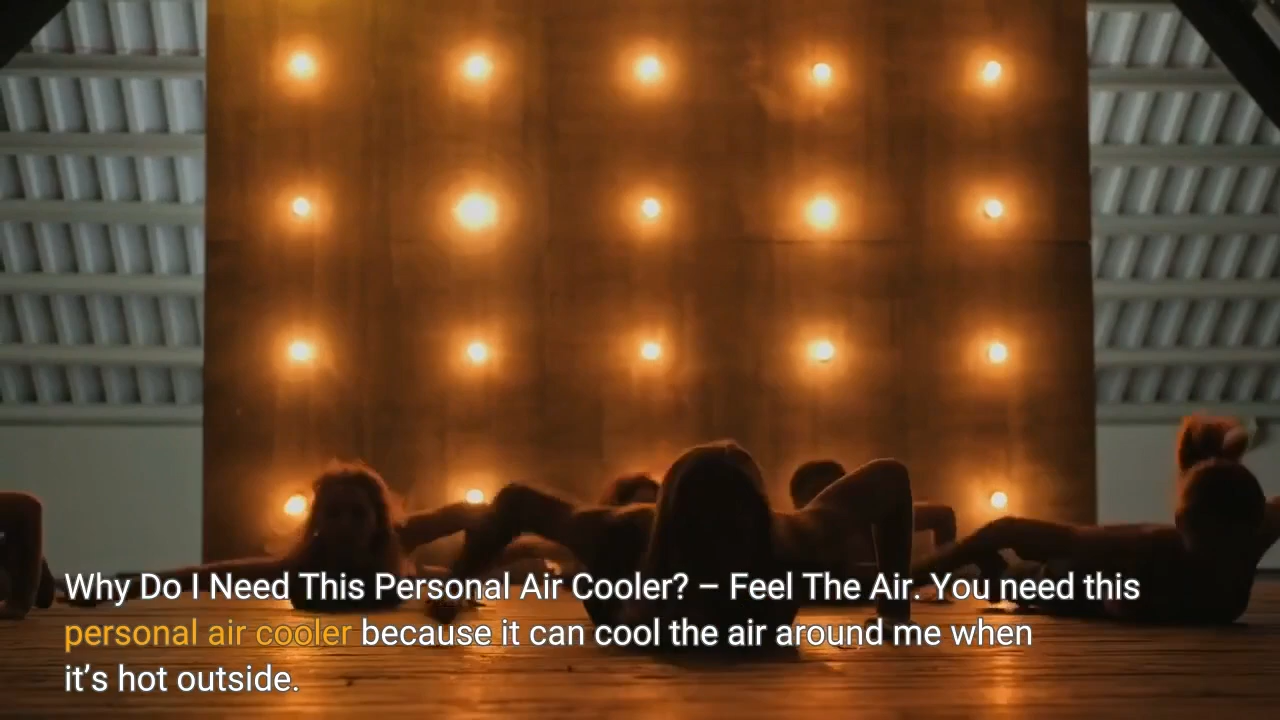 Why Do I Need This Personal Air Cooler? – Feel The Air. You need this
personal air cooler because it can cool the air around me when
it’s hot outside.